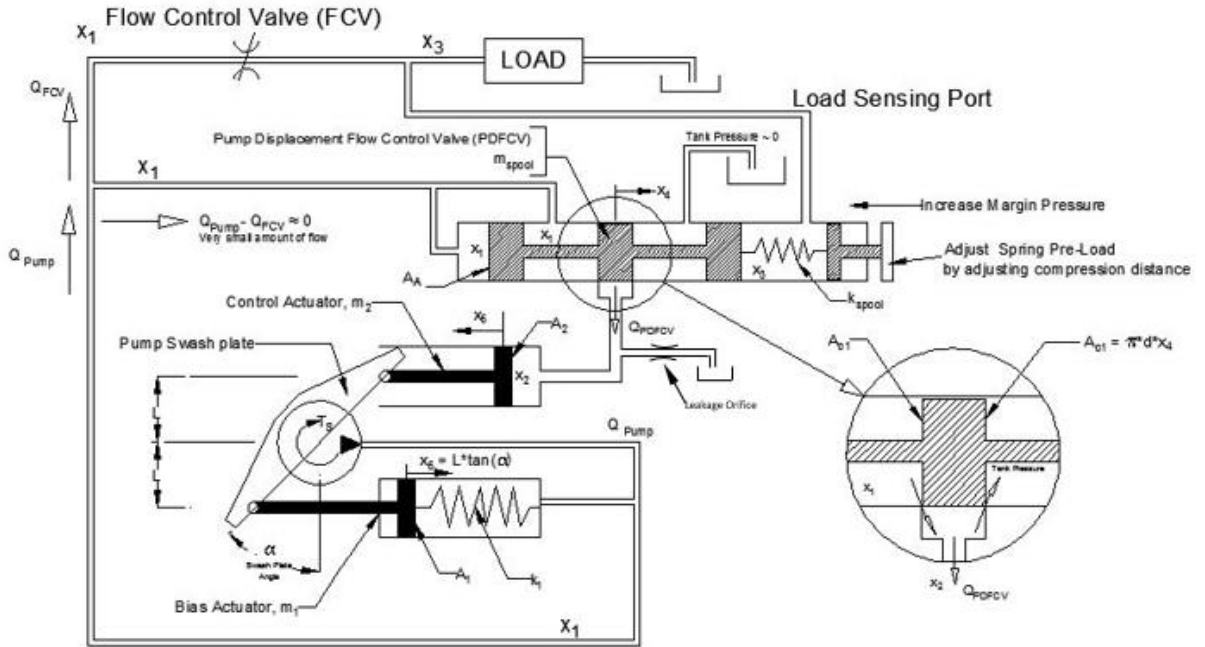 Flow Control Valve (FCV)
X1
X3
LOAD
QFCV
Load Sensing Port
Pump Displacement Flow Control Valve (PDFCV)
mspool
Tank Pressure ~ 0
X1
x4
QPump - QFCV ≈ 0
Very small amount of flow
Increase Margin Pressure
QPump
x1
x1
x3
Adjust Spring Pre-Load
by adjusting compression distance
AA
kspool
Control Actuator, m2
x6
A2
QPDFCV
Pump Swash plate
x2
Leakage Orifice
Ao1
Ao1 = π*d*x4
L
Ts
Q Pump
L
x6 = L*tan(α)
Tank Pressure
x1
α
Swash Plate
Angle
A1
k1
x2
QPDFCV
Bias Actuator, m1
X1